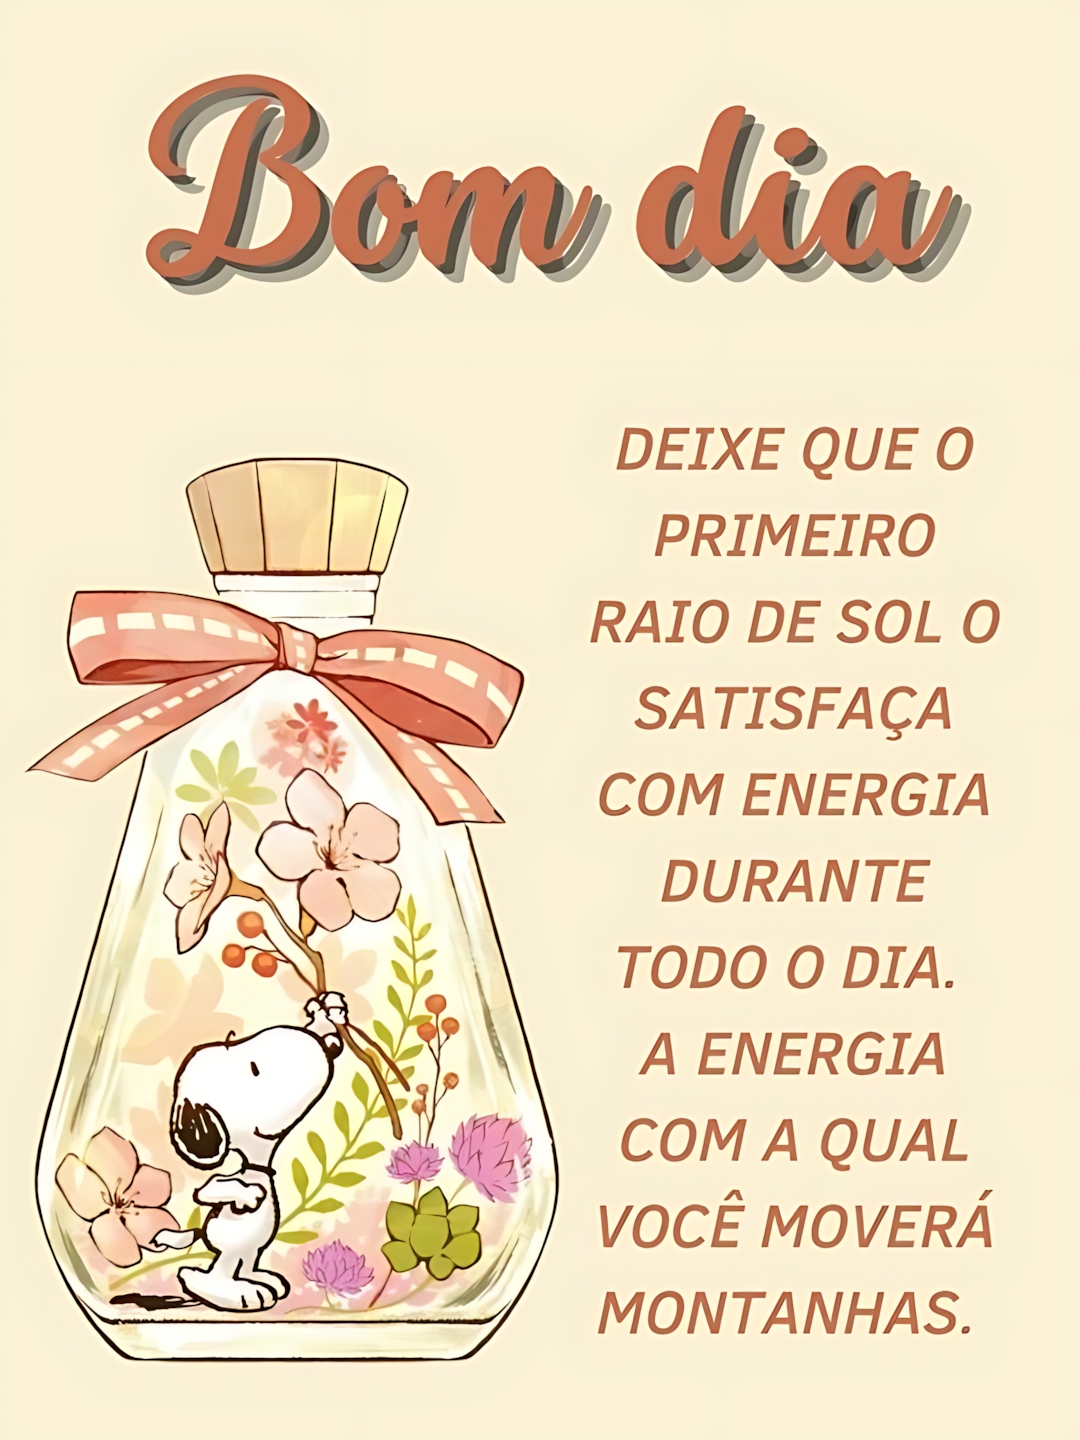 Bom dia
DEIXE QUE O
PRIMEIRO
RAIO DE SOL O
SATISFAÇA
COM ENERGIA
DURANTE
TODO O DIA.
A ENERGIA
COM A QUAL
VOCÊ MOVERÁ
MONTANHAS.